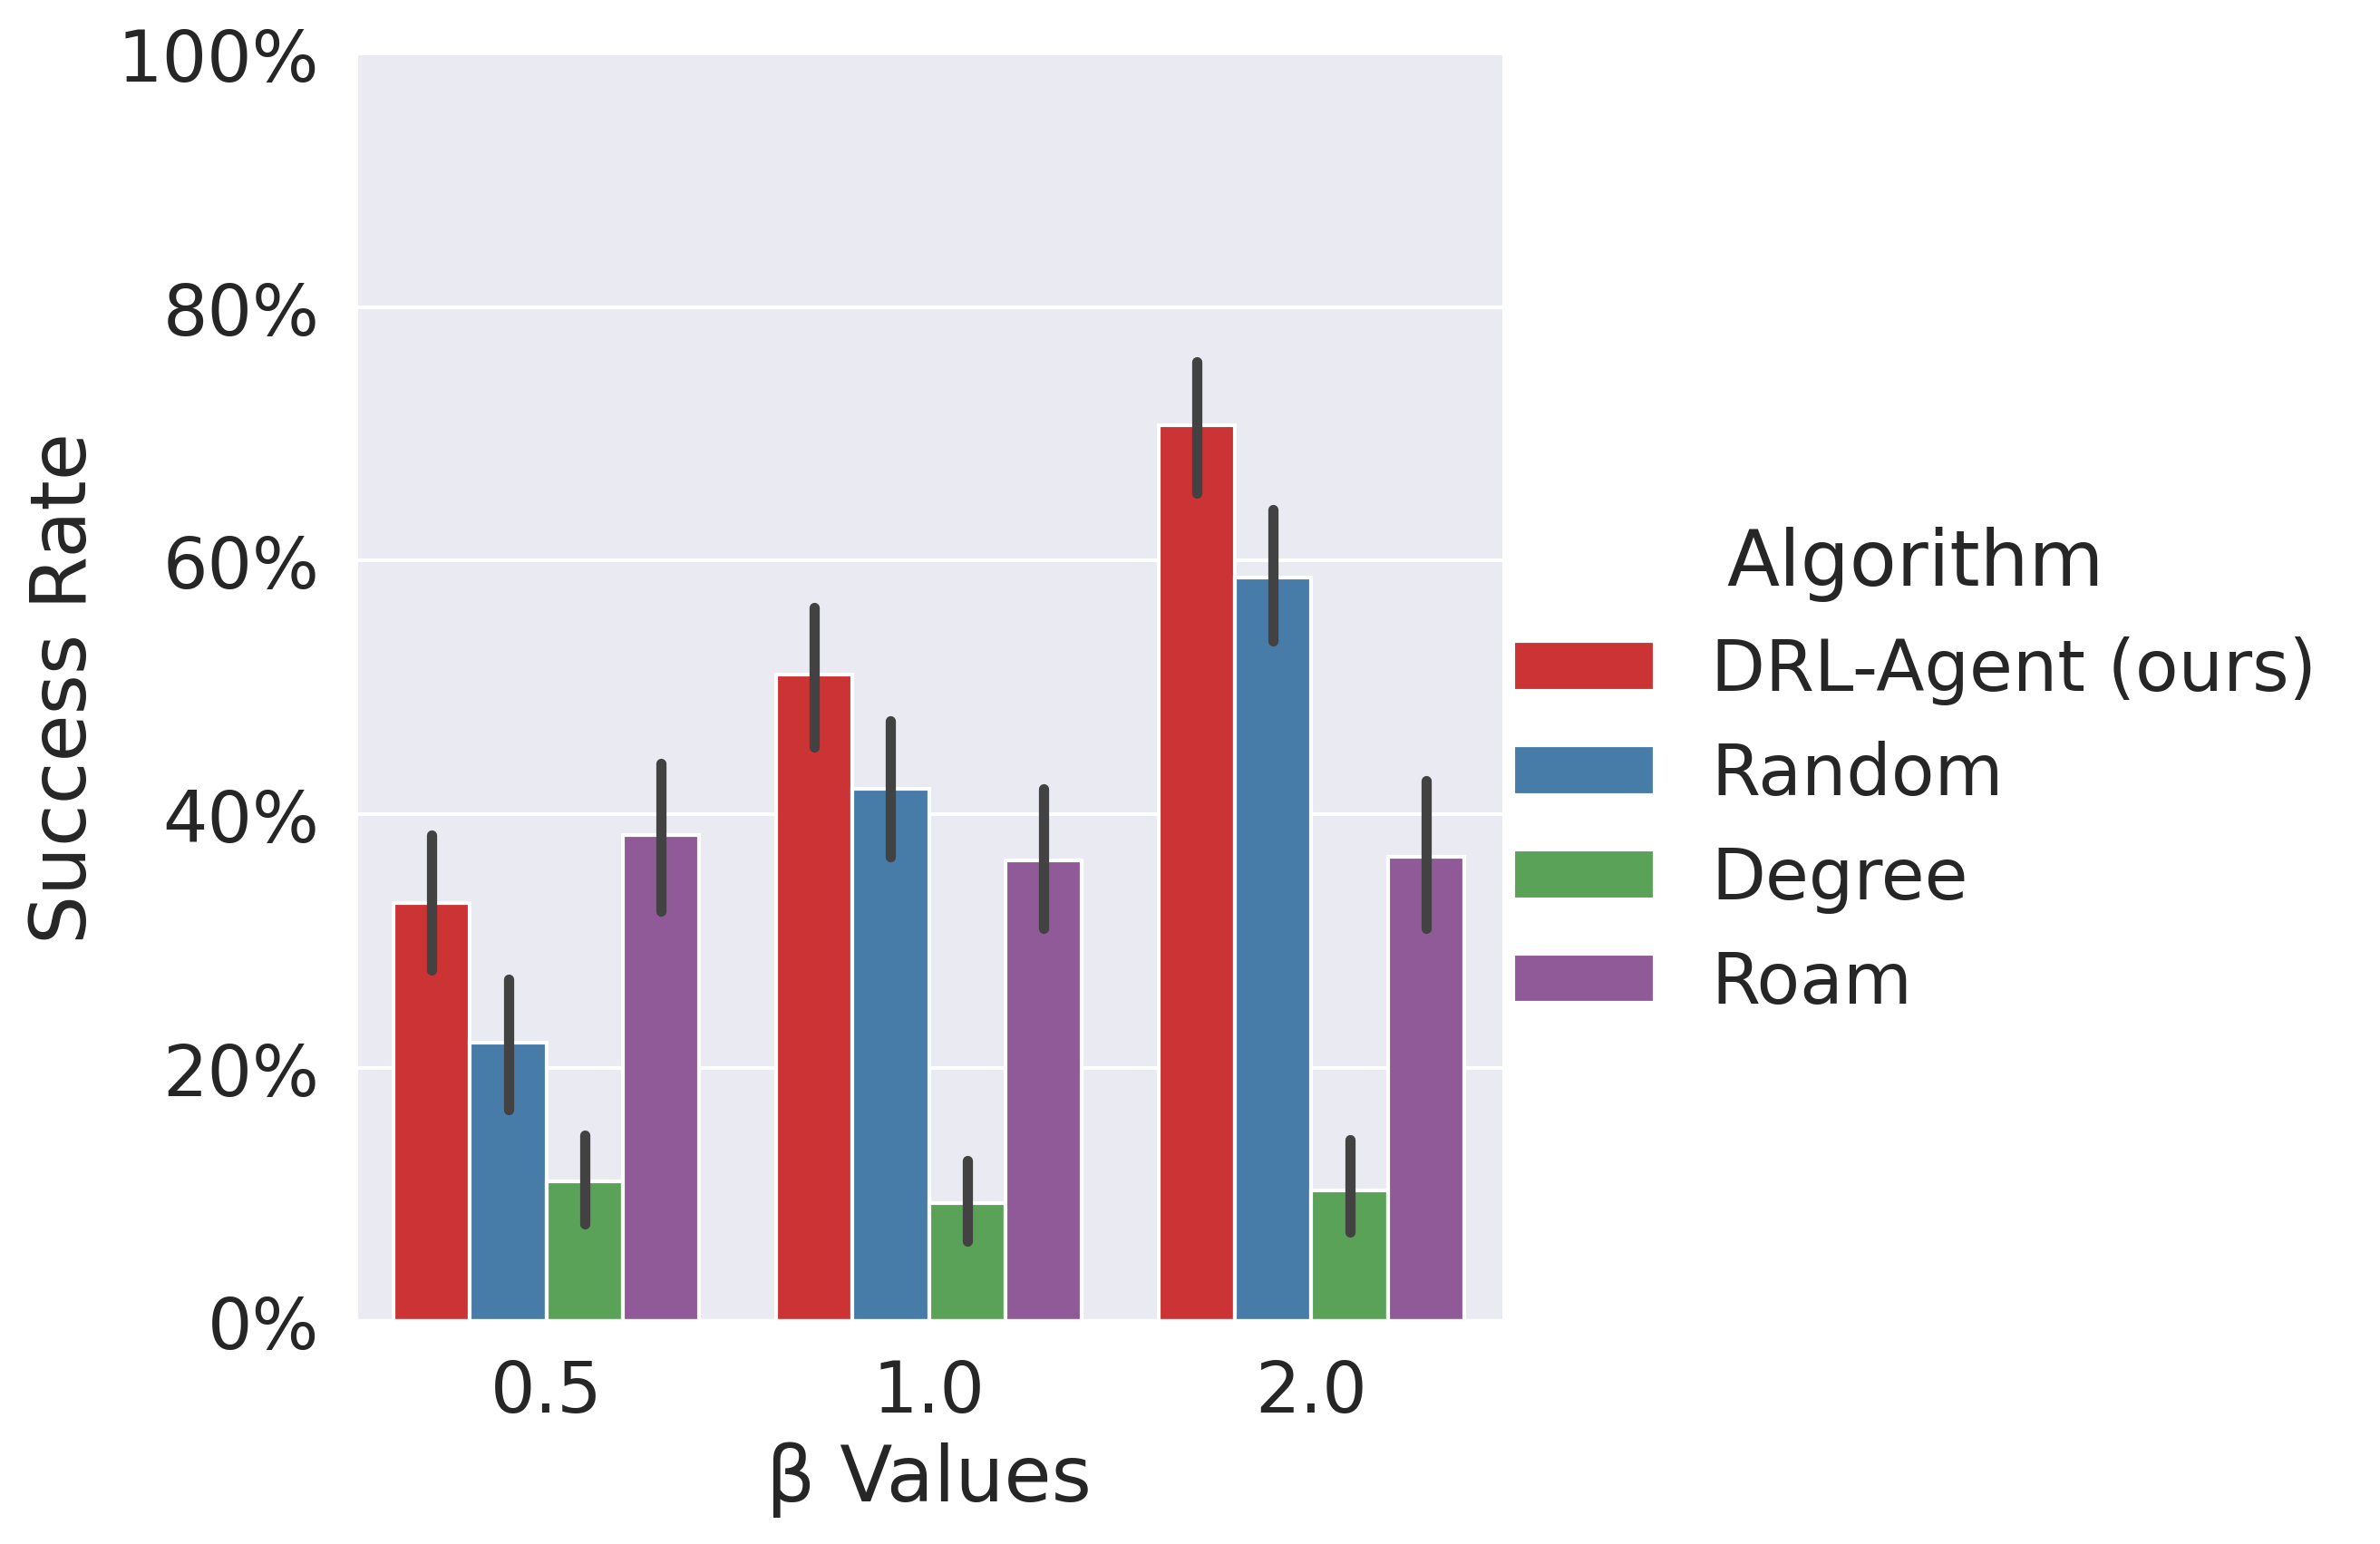 100%
80%
60%
40%
20%
0%
Success Rate
0.5 1.0 2.0
β Values
Algorithm
DRL-Agent (ours)
Random
Degree
Roam